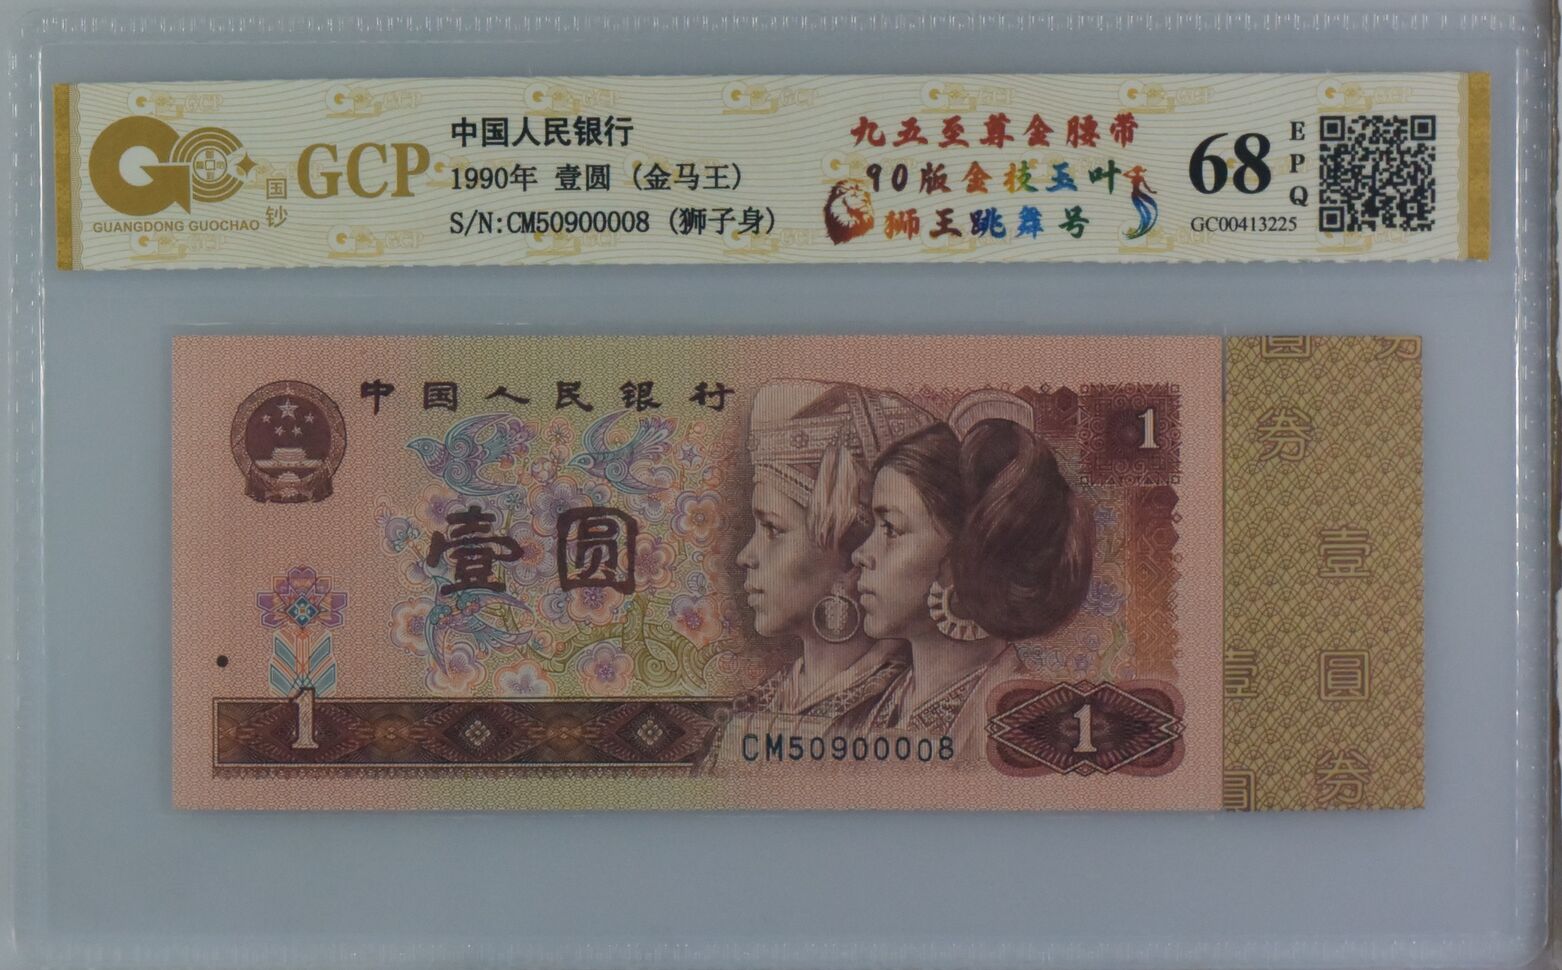 GCP
GUANGDONG GUOCHAO
国钞
中国人民银行
1990年 壹圆 (金马王)
S/N:CM50900008 (狮子身)
九五至尊金腰带
90版金枝玉叶
狮王跳舞号
68
EPQ
GC00413225
中国人民银行
1
壹圆
1
CM50900008
1
圆
券
券
壹
壹
圆
券
圆